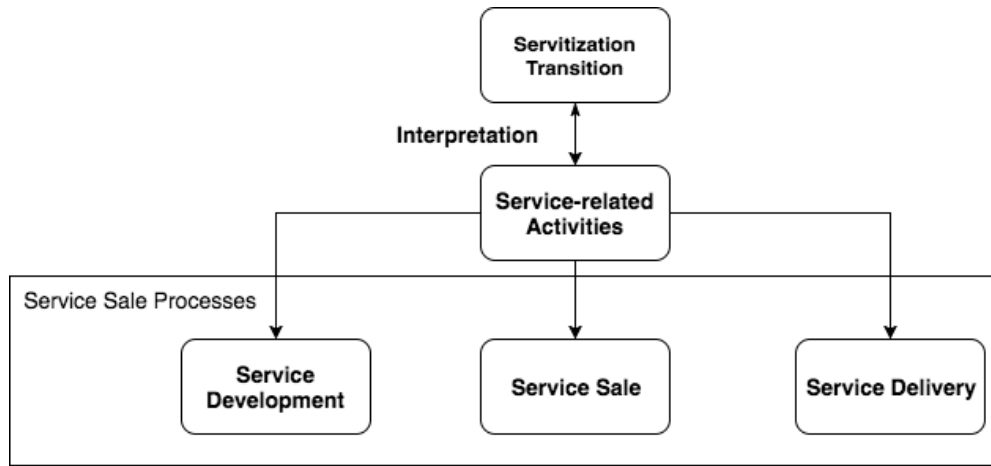 Servitization
Transition
Interpretation
Service-related
Activities
Service Sale Processes
Service
Development
Service Sale
Service Delivery